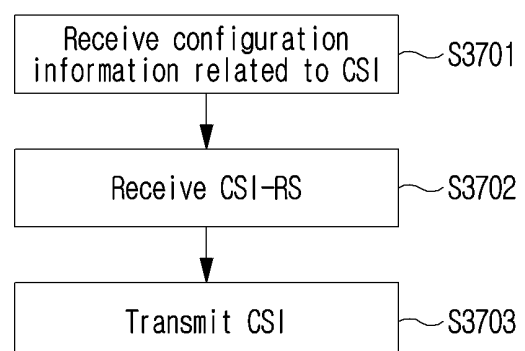 Receive configuration
information related to CSI
S3701
Receive CSI-RS
S3702
Transmit CSI
S3703